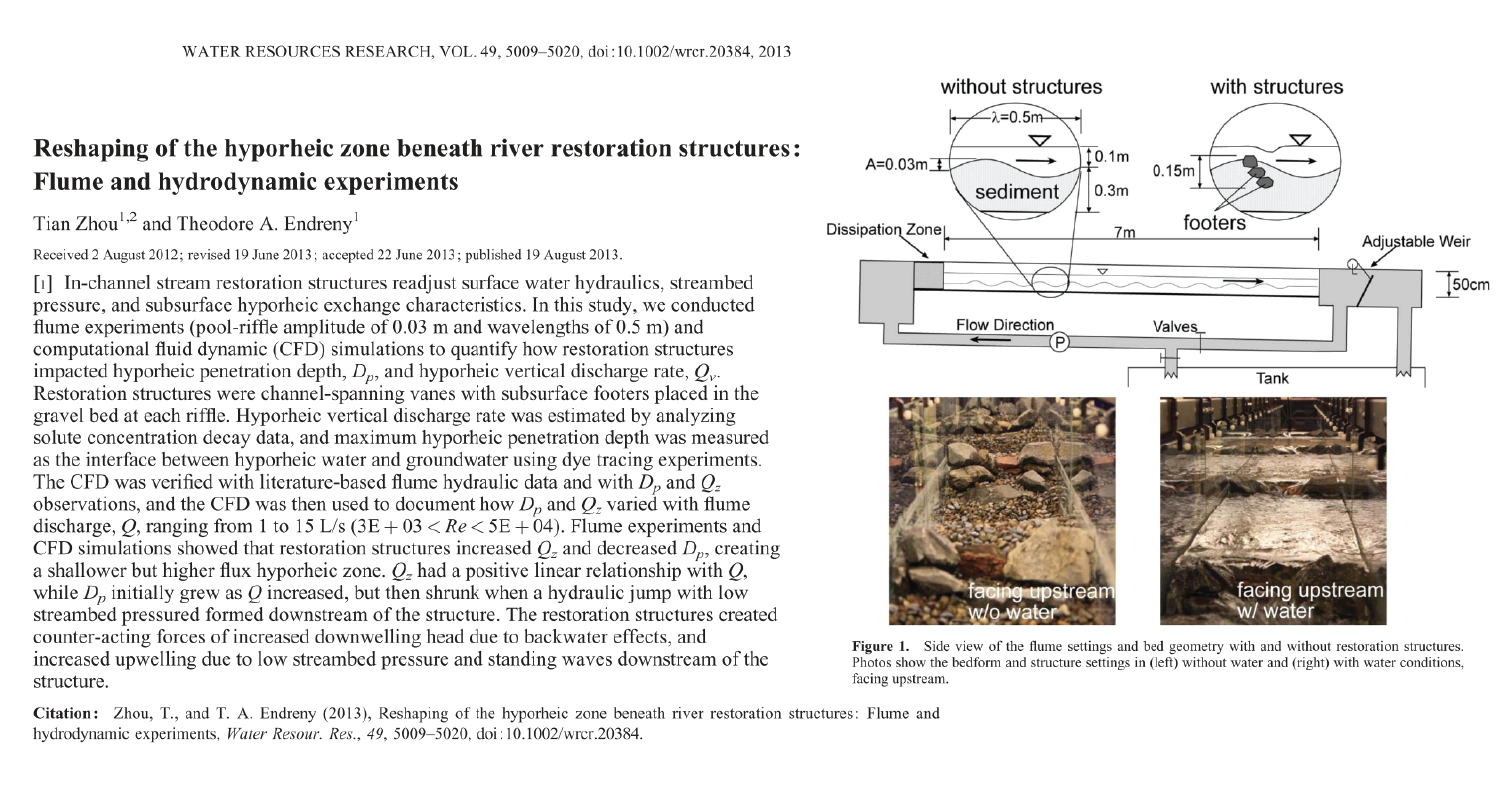 WATER RESOURCES RESEARCH, VOL. 49, 5009–5020, doi:10.1002/wrcr.20384, 2013
Reshaping of the hyporheic zone beneath river restoration structures:
Flume and hydrodynamic experiments
Tian Zhou1,2 and Theodore A. Endreny1
Received 2 August 2012; revised 19 June 2013; accepted 22 June 2013; published 19 August 2013.
[1] In-channel stream restoration structures readjust surface water hydraulics, streambed
pressure, and subsurface hyporheic exchange characteristics. In this study, we conducted
flume experiments (pool-riffle amplitude of 0.03 m and wavelengths of 0.5 m) and
computational fluid dynamic (CFD) simulations to quantify how restoration structures
impacted hyporheic penetration depth, Dp, and hyporheic vertical discharge rate, Qv.
Restoration structures were channel-spanning vanes with subsurface footers placed in the
gravel bed at each riffle. Hyporheic vertical discharge rate was estimated by analyzing
solute concentration decay data, and maximum hyporheic penetration depth was measured
as the interface between hyporheic water and groundwater using dye tracing experiments.
The CFD was verified with literature-based flume hydraulic data and with Dp and Qz
observations, and the CFD was then used to document how Dp and Qz varied with flume
discharge, Q, ranging from 1 to 15 L/s (3E + 03 < Re < 5E + 04). Flume experiments and
CFD simulations showed that restoration structures increased Qz and decreased Dp, creating
a shallower but higher flux hyporheic zone. Qz had a positive linear relationship with Q,
while Dp initially grew as Q increased, but then shrunk when a hydraulic jump with low
streambed pressured formed downstream of the structure. The restoration structures created
counter-acting forces of increased downwelling head due to backwater effects, and
increased upwelling due to low streambed pressure and standing waves downstream of the
structure.
Citation: Zhou, T., and T. A. Endreny (2013), Reshaping of the hyporheic zone beneath river restoration structures: Flume and
hydrodynamic experiments, Water Resour. Res., 49, 5009–5020, doi:10.1002/wrcr.20384.
without structures
with structures
λ=0.5m
A=0.03m
0.1m
0.3m
sediment
0.15m
footers
Dissipation Zone
7m
Adjustable Weir
50cm
Flow Direction
P
Valves
Tank
facing upstream
w/o water
facing upstream
w/ water
Figure 1. Side view of the flume settings and bed geometry with and without restoration structures.
Photos show the bedform and structure settings in (left) without water and (right) with water conditions,
facing upstream.